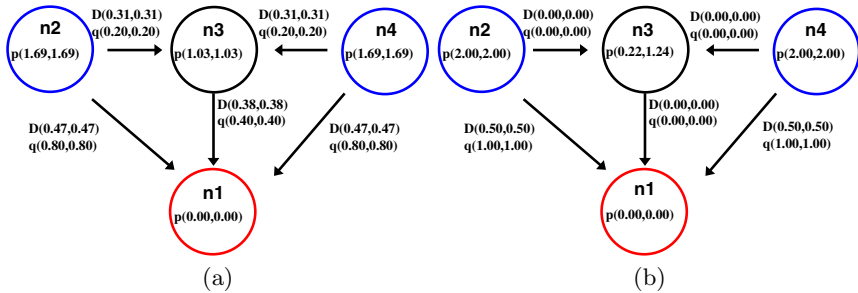 n2
p(1.69,1.69)
D(0.31,0.31)
q(0.20,0.20)
n3
p(1.03,1.03)
D(0.31,0.31)
q(0.20,0.20)
n4
p(1.69,1.69)
D(0.47,0.47)
q(0.80,0.80)
D(0.38,0.38)
q(0.40,0.40)
D(0.47,0.47)
q(0.80,0.80)
n1
p(0.00,0.00)
(a)
n2
p(2.00,2.00)
D(0.00,0.00)
q(0.00,0.00)
n3
p(0.22,1.24)
D(0.00,0.00)
q(0.00,0.00)
n4
p(2.00,2.00)
D(0.50,0.50)
q(1.00,1.00)
D(0.00,0.00)
q(0.00,0.00)
D(0.50,0.50)
q(1.00,1.00)
n1
p(0.00,0.00)
(b)